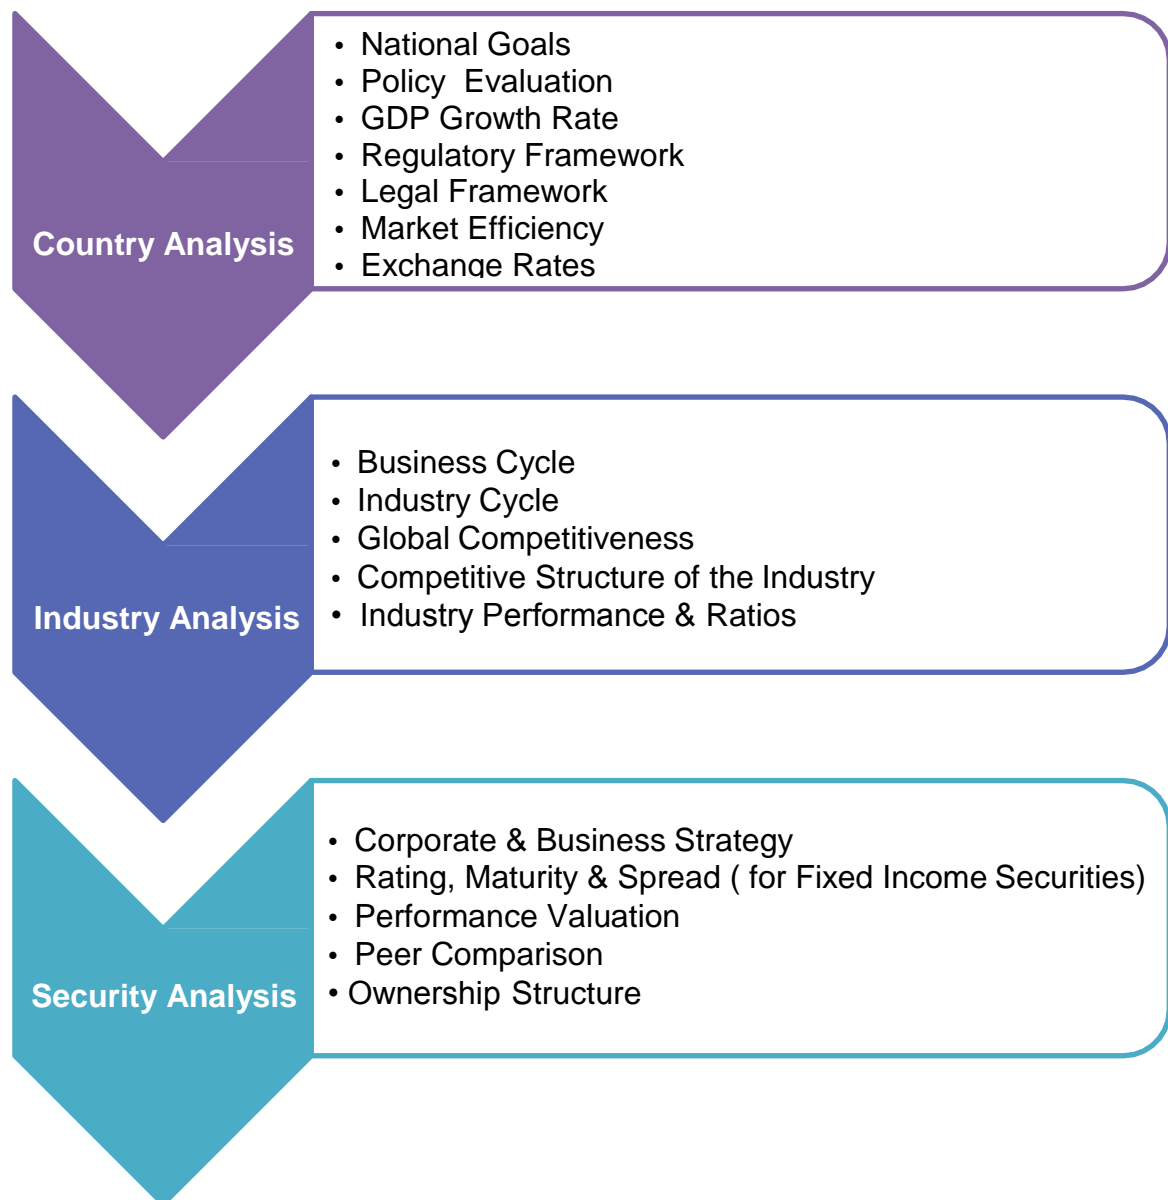 • National Goals
• Policy Evaluation
• GDP Growth Rate
• Regulatory Framework
• Legal Framework
• Market Efficiency
• Exchange Rates
Country Analysis
• Business Cycle
• Industry Cycle
• Global Competitiveness
• Competitive Structure of the Industry
• Industry Performance & Ratios
Industry Analysis
• Corporate & Business Strategy
• Rating, Maturity & Spread ( for Fixed Income Securities)
• Performance Valuation
• Peer Comparison
• Ownership Structure
Security Analysis